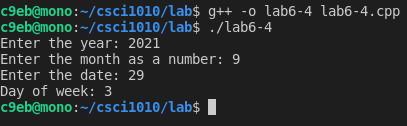 c9eb@mono:~/csci1010/lab$ g++ -o lab6-4 lab6-4.cpp
c9eb@mono:~/csci1010/lab$ ./lab6-4
Enter the year: 2021
Enter the month as a number: 9
Enter the date: 29
Day of week: 3
c9eb@mono:~/csci1010/lab$